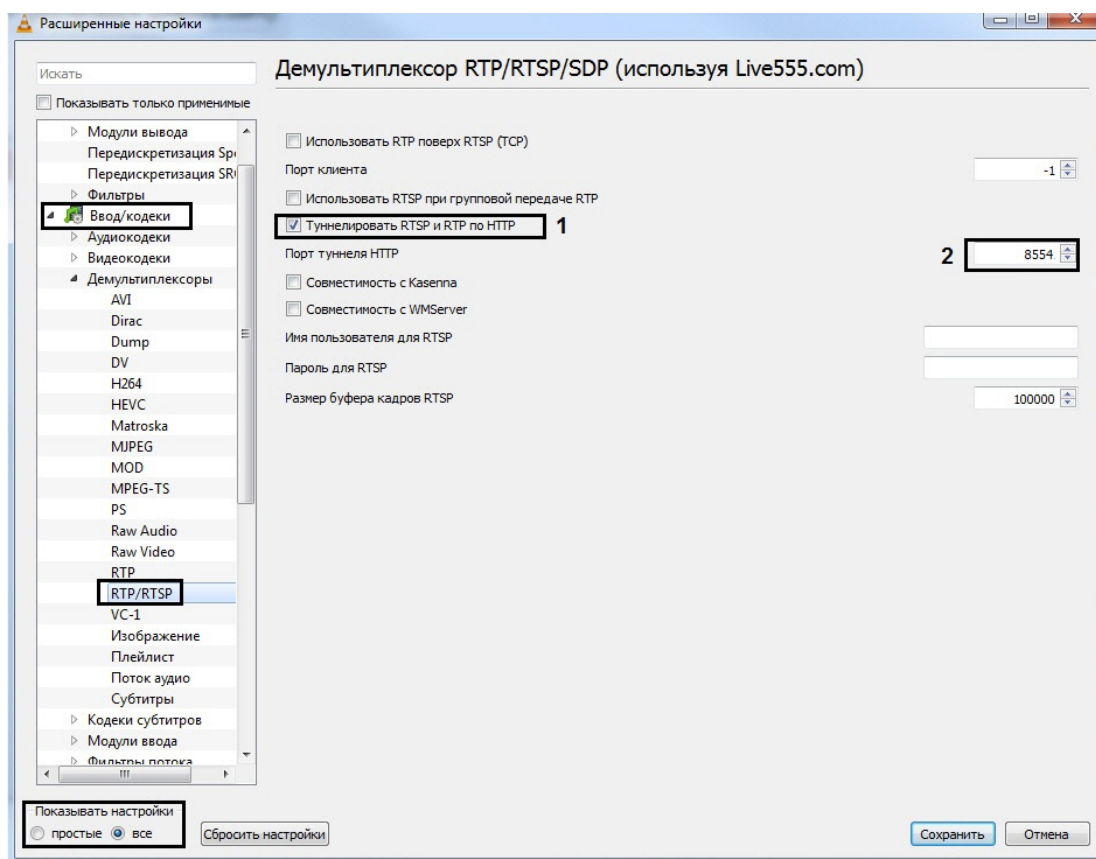 Расширенные настройки
Искать
Показывать только применимые
Модули вывода
Передискретизация Spe
Передискретизация SR
Фильтры
Ввод/кодеки
Аудиокодеки
Видеокодеки
Демультиплексоры
AVI
Dirac
Dump
DV
H264
HEVC
Matroska
MJPEG
MOD
MPEG-TS
PS
Raw Audio
Raw Video
RTP
RTP/RTSP
VC-1
Изображение
Плейлист
Поток аудио
Субтитры
Кодеки субтитров
Модули ввода
Фильтры потока
Показывать настройки
простые все
Сбросить настройки
Демультиплексор RTP/RTSP/SDP (используя Live555.com)
Использовать RTP поверх RTSP (TCP)
Порт клиента -1
Использовать RTSP при групповой передаче RTP
Туннелировать RTSP и RTP по HTTP 1
Порт туннеля HTTP 2 8554
Совместимость с Kasenna
Совместимость с WMServer
Имя пользователя для RTSP
Пароль для RTSP
Размер буфера кадров RTSP 100000
Сохранить Отмена